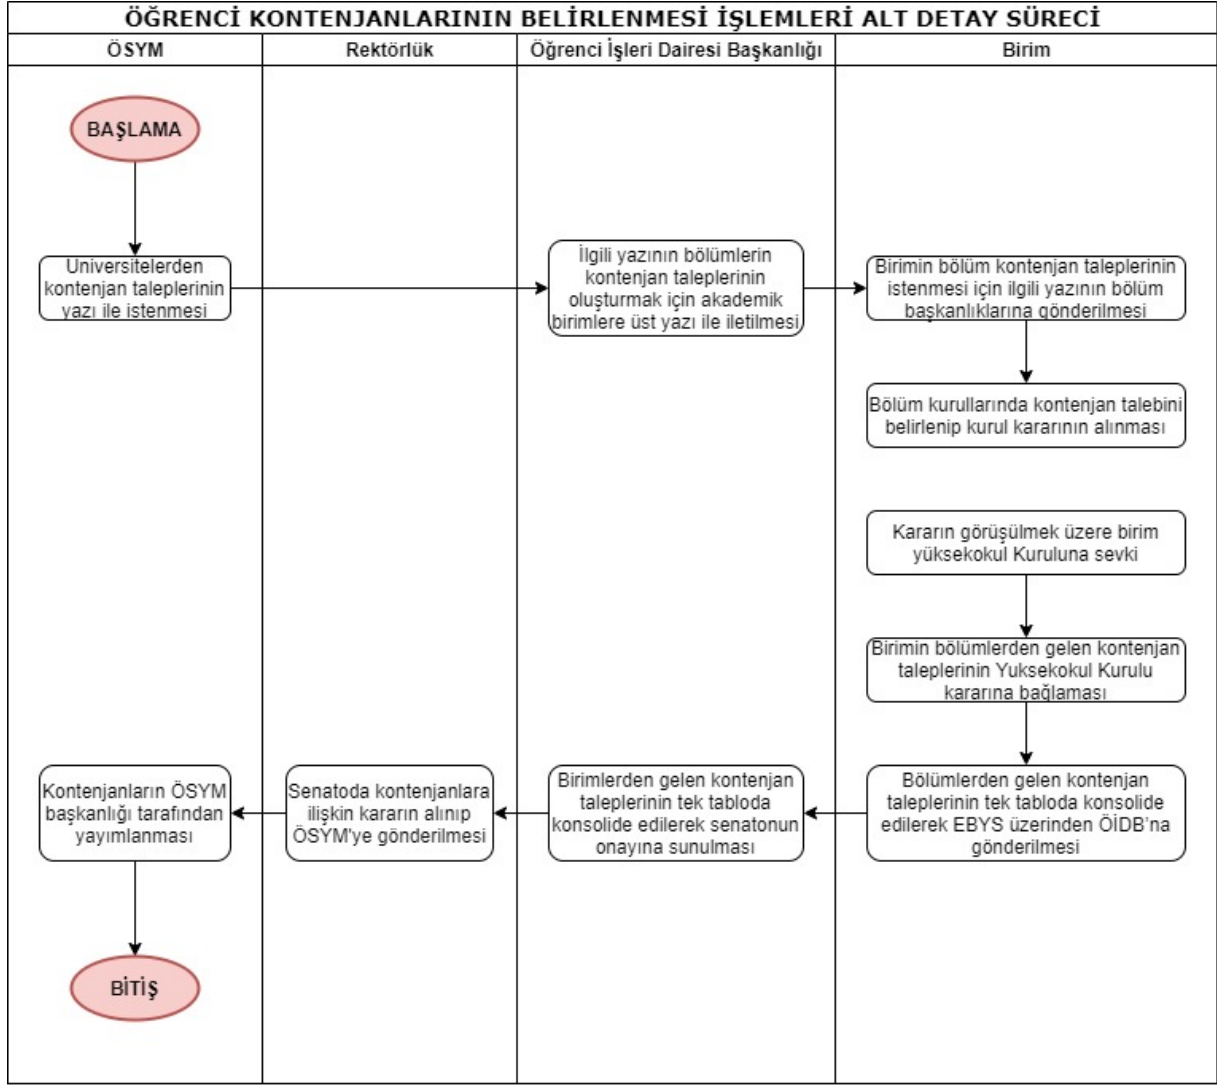 ÖĞRENCİ KONTENJANLARININ BELİRLENMESİ İŞLEMLERİ ALT DETAY SÜRECİ
ÖSYM
Rektörlük
Öğrenci İşleri Dairesi Başkanlığı
Birim
BAŞLAMA
Universitelerden
kontenjan taleplerinin
yazı ile istenmesi
İlgili yazının bölümlerin
kontenjan taleplerinin
oluşturmak için akademik
birimlere üst yazı ile iletilmesi
Birimin bölüm kontenjan taleplerinin
istenmesi için ilgili yazının bölüm
başkanlıklarına gönderilmesi
Bölüm kurullarında kontenjan talebini
belirlenip kurul kararının alınması
Kararın görüşülmek üzere birim
yüksekokul Kuruluna sevki
Birimin bölümlerden gelen kontenjan
taleplerinin Yuksekokul Kurulu
kararına bağlaması
Bölümlerden gelen kontenjan
taleplerinin tek tabloda konsolide
edilerek EBYS üzerinden ÖİDB'na
gönderilmesi
Birimlerden gelen kontenjan
taleplerinin tek tabloda
konsolide edilerek senatonun
onayına sunulması
Senatoda kontenjanlara
ilişkin kararın alınıp
ÖSYM'ye gönderilmesi
Kontenjanların ÖSYM
başkanlığı tarafından
yayımlanması
BİTİŞ